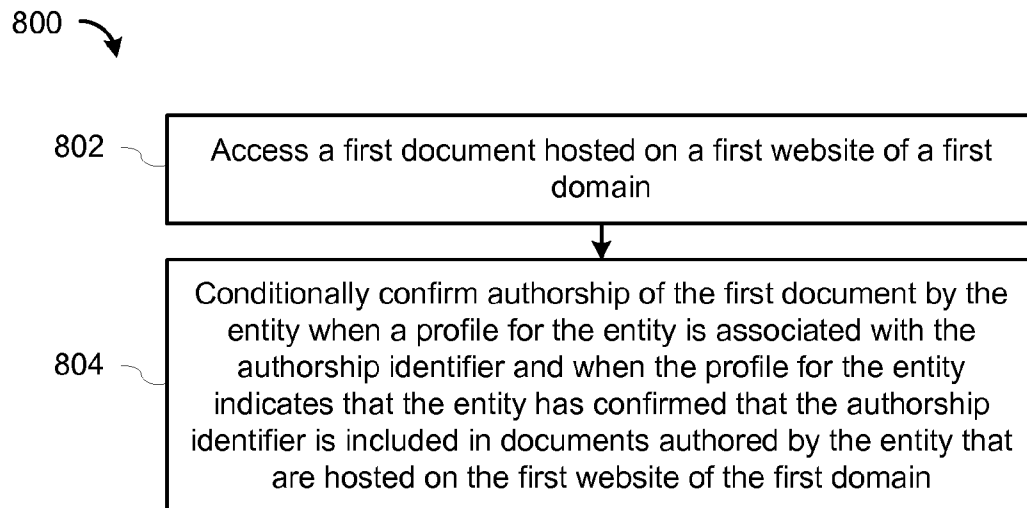 800
802
Access a first document hosted on a first website of a first
domain
804
Conditionally confirm authorship of the first document by the
entity when a profile for the entity is associated with the
authorship identifier and when the profile for the entity
indicates that the entity has confirmed that the authorship
identifier is included in documents authored by the entity that
are hosted on the first website of the first domain